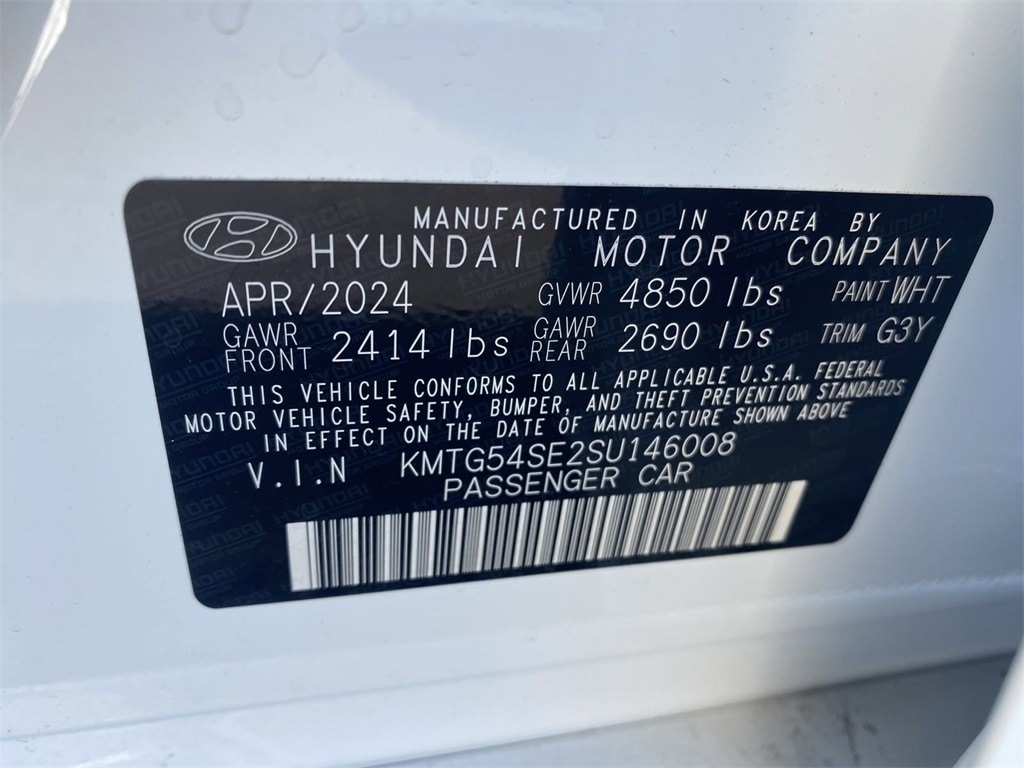 MANUFACTURED IN KOREA BY
HYUNDAI MOTOR COMPANY
APR/2024 GVWR 4850 lbs PAINT WHT
GAWR FRONT 2414 lbs GAWR REAR 2690 lbs TRIM G3Y
THIS VEHICLE CONFORMS TO ALL APPLICABLE U.S.A. FEDERAL
MOTOR VEHICLE SAFETY, BUMPER, AND THEFT PREVENTION STANDARDS
IN EFFECT ON THE DATE OF MANUFACTURE SHOWN ABOVE
V.I.N KMTG54SE2SU146008
PASSENGER CAR